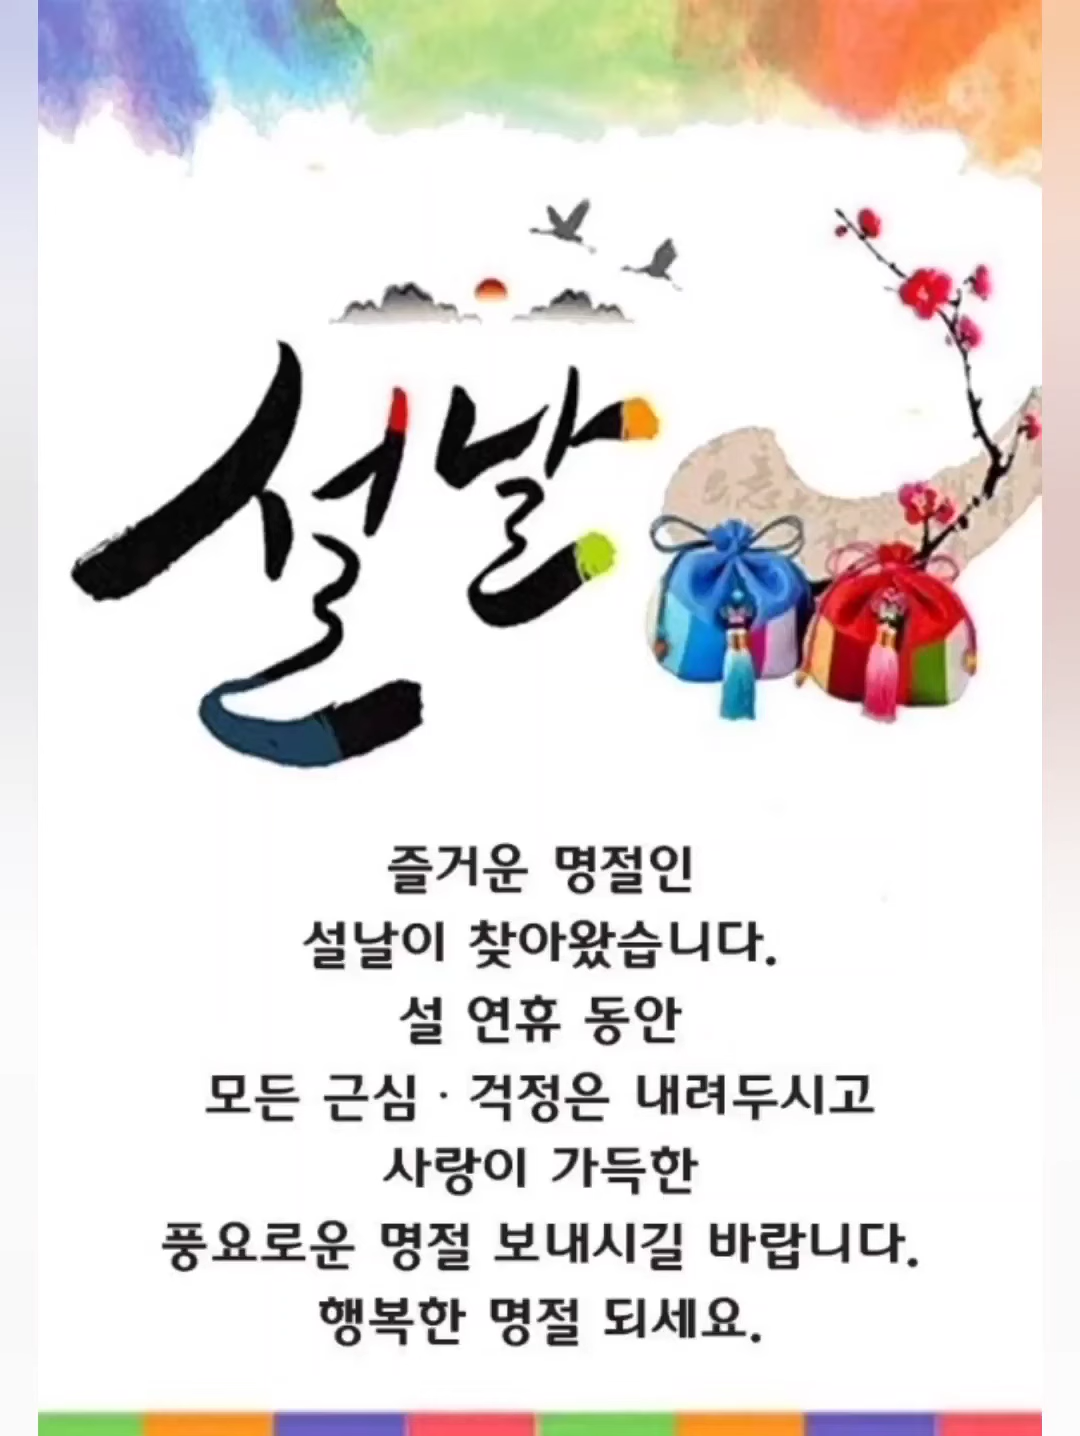 설날
즐거운 명절인
설날이 찾아왔습니다.
설 연휴 동안
모든 근심·걱정은 내려두시고
사랑이 가득한
풍요로운 명절 보내시길 바랍니다.
행복한 명절 되세요.